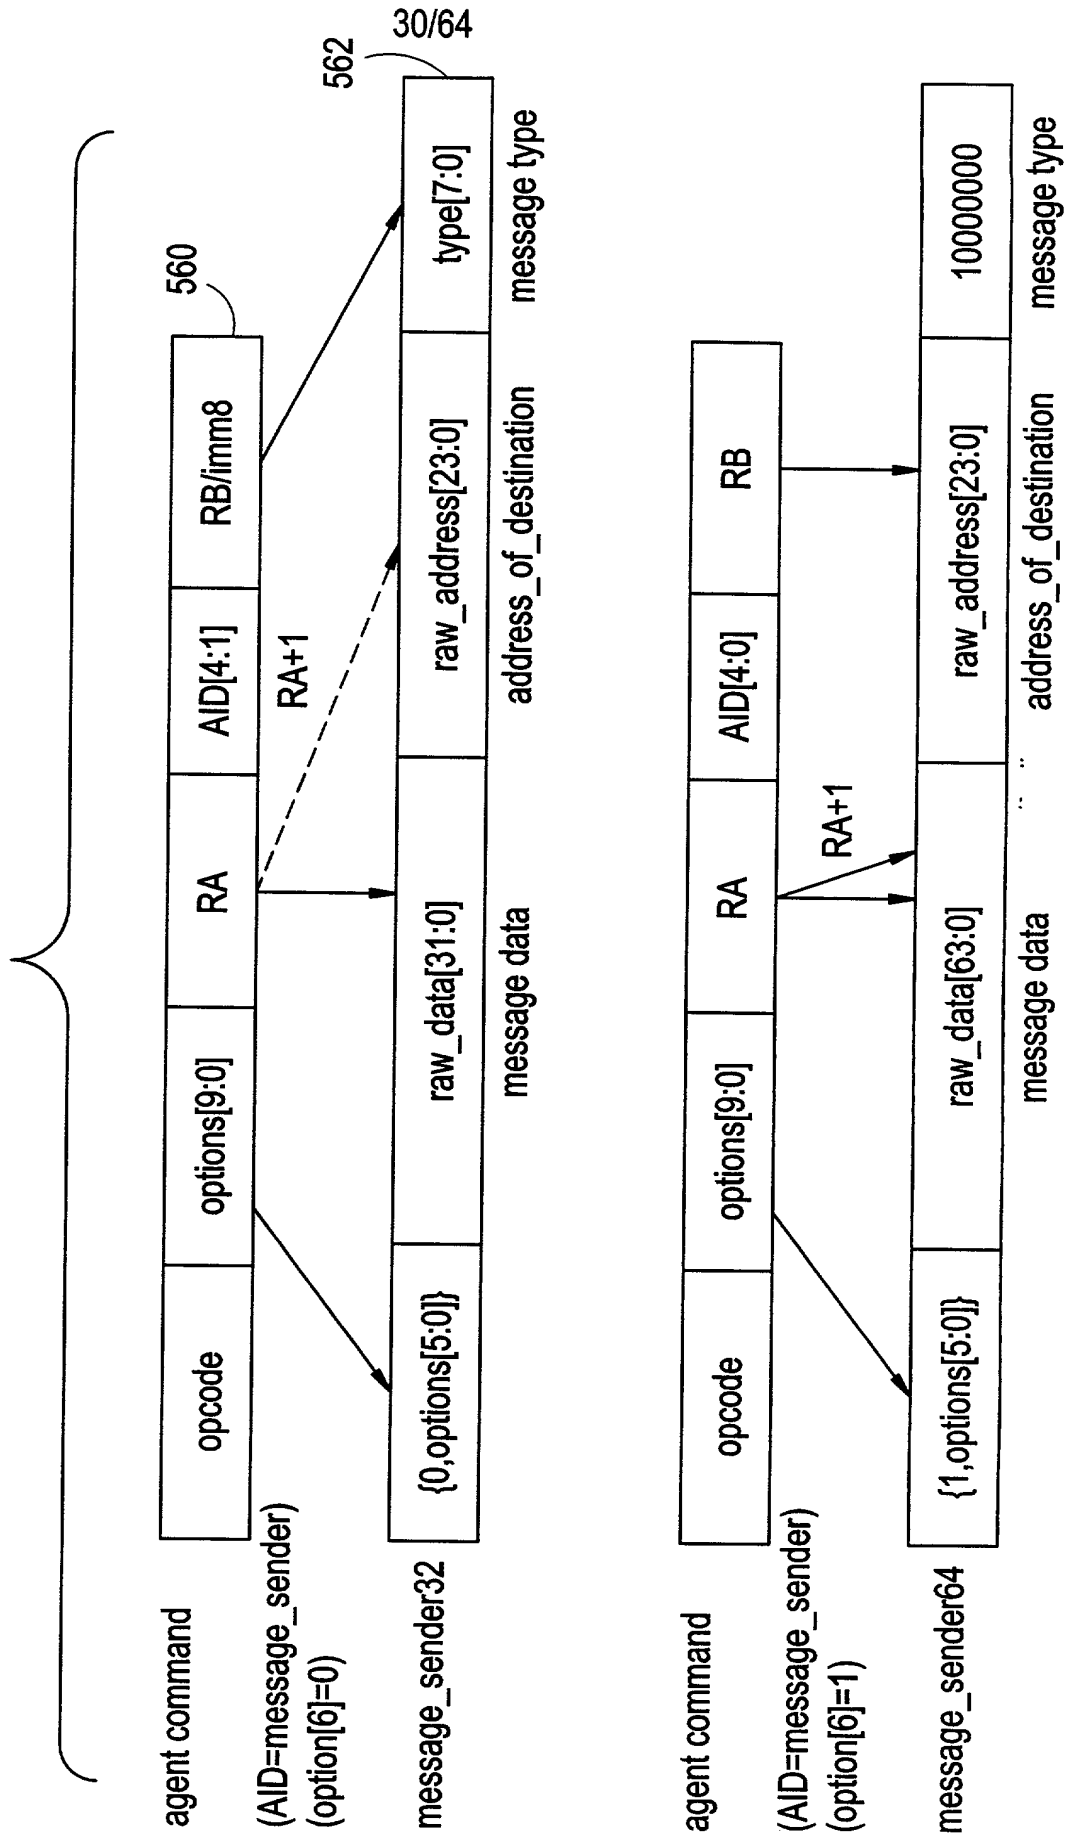 30/64
agent command
opcode
options[9:0]
RA
AID[4:1]
RB/imm8
560
(AID=message_sender)
(option[6]=0)
RA+1
562
message_sender32
{0,options[5:0]}
raw_data[31:0]
raw_address[23:0]
type[7:0]
message data
address_of_destination
message type
agent command
opcode
options[9:0]
RA
AID[4:0]
RB
(AID=message_sender)
(option[6]=1)
RA+1
message_sender64
{1,options[5:0]}
raw_data[63:0]
raw_address[23:0]
10000000
message data
address_of_destination
message type